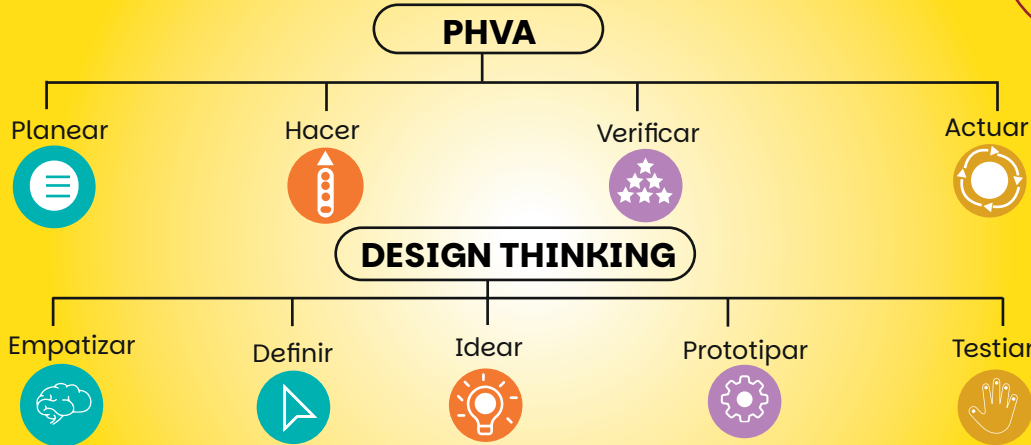 PHVA
Planear
Hacer
Verificar
Actuar
DESIGN THINKING
Empatizar
Definir
Idear
Prototipar
Testiar